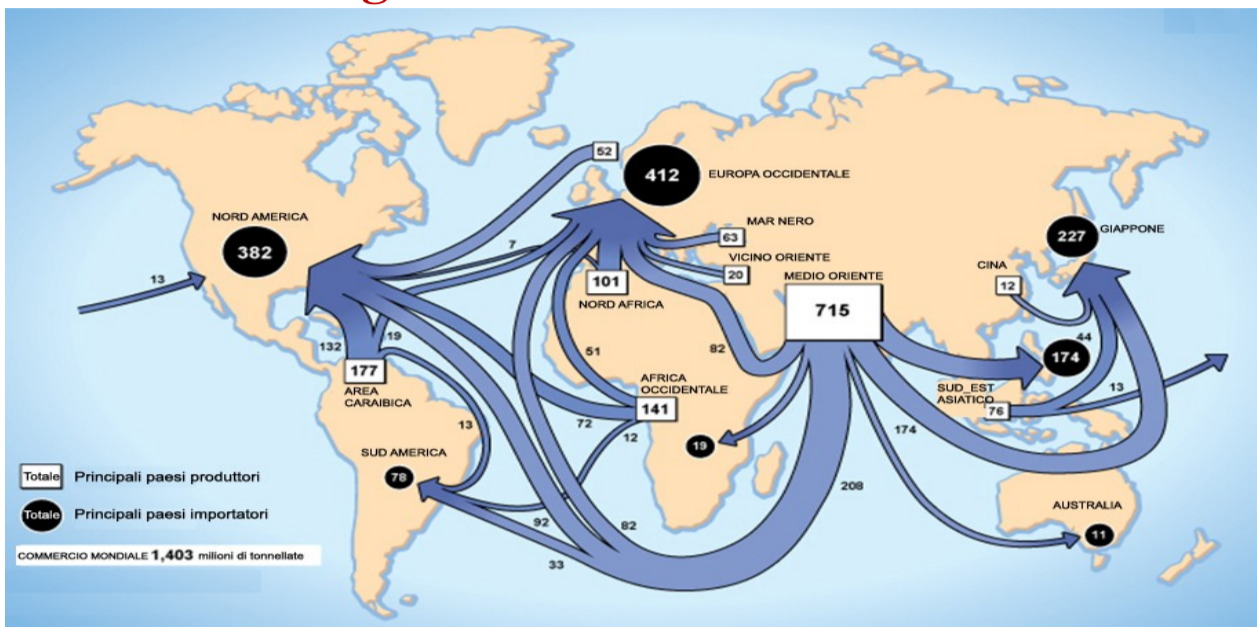 g
52
412
EUROPA OCCIDENTALE
NORD AMERICA
382
MAR NERO
63
7
VICINO ORIENTE
20
MEDIO ORIENTE
227
GIAPPONE
CINA
12
13
101
NORD AFRICA
715
132
19
51
82
44
174
177
AREA
CARAIBICA
AFRICA
OCCIDENTALE
141
SUD_EST
ASIATICO
76
13
13
72
12
19
174
SUD AMERICA
78
208
92
82
33
AUSTRALIA
11
Totale Principali paesi produttori
Totale Principali paesi importatori
COMMERCIO MONDIALE 1,403 milioni di tonnellate